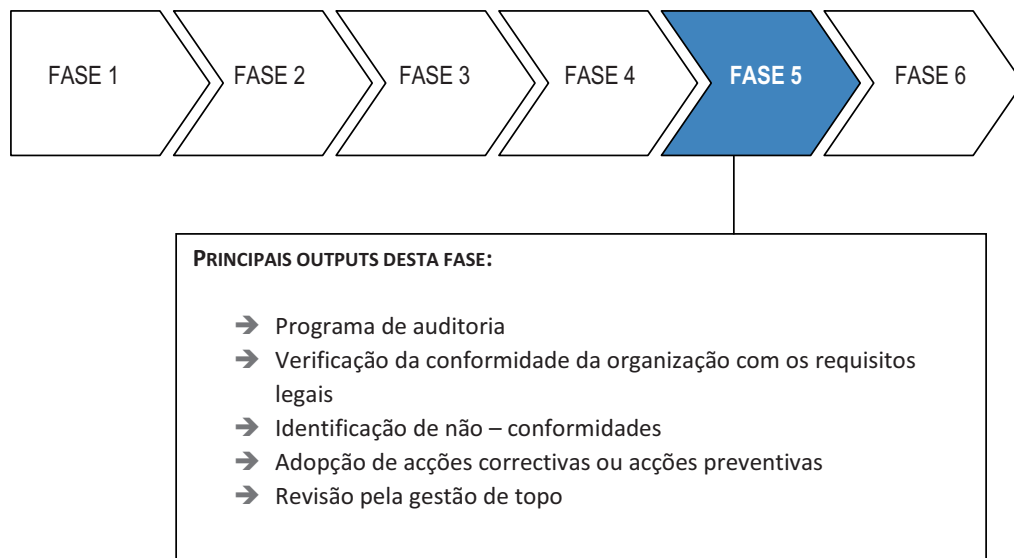 FASE 1 FASE 2 FASE 3 FASE 4 FASE 5 FASE 6
PRINCIPAIS OUTPUTS DESTA FASE:
➔ Programa de auditoria
➔ Verificação da conformidade da organização com os requisitos
legais
➔ Identificação de não – conformidades
➔ Adopção de acções correctivas ou acções preventivas
➔ Revisão pela gestão de topo